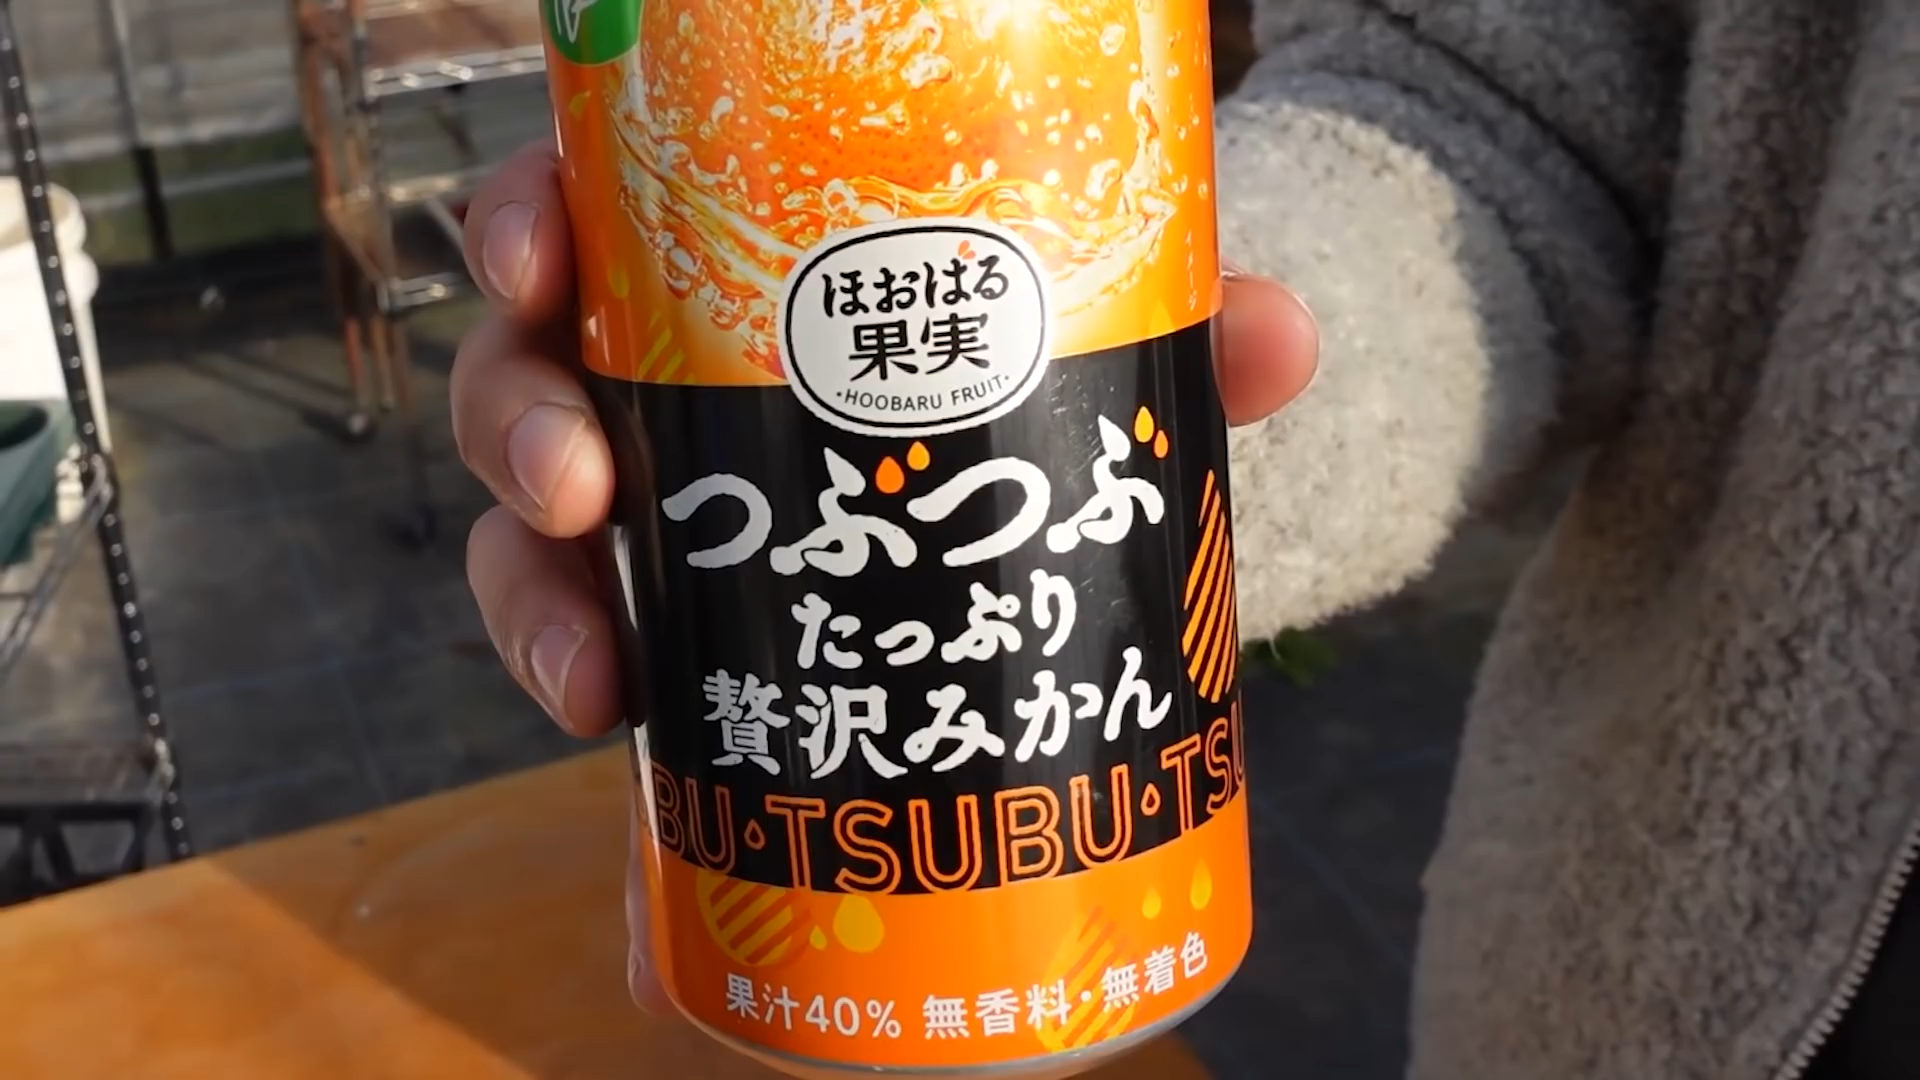 ほおばる
果実
・HOOBARU FRUIT・
つぶつぶ
たっぷり
贅沢みかん
BU・TSUBU・TSU
果汁40% 無香料・無着色